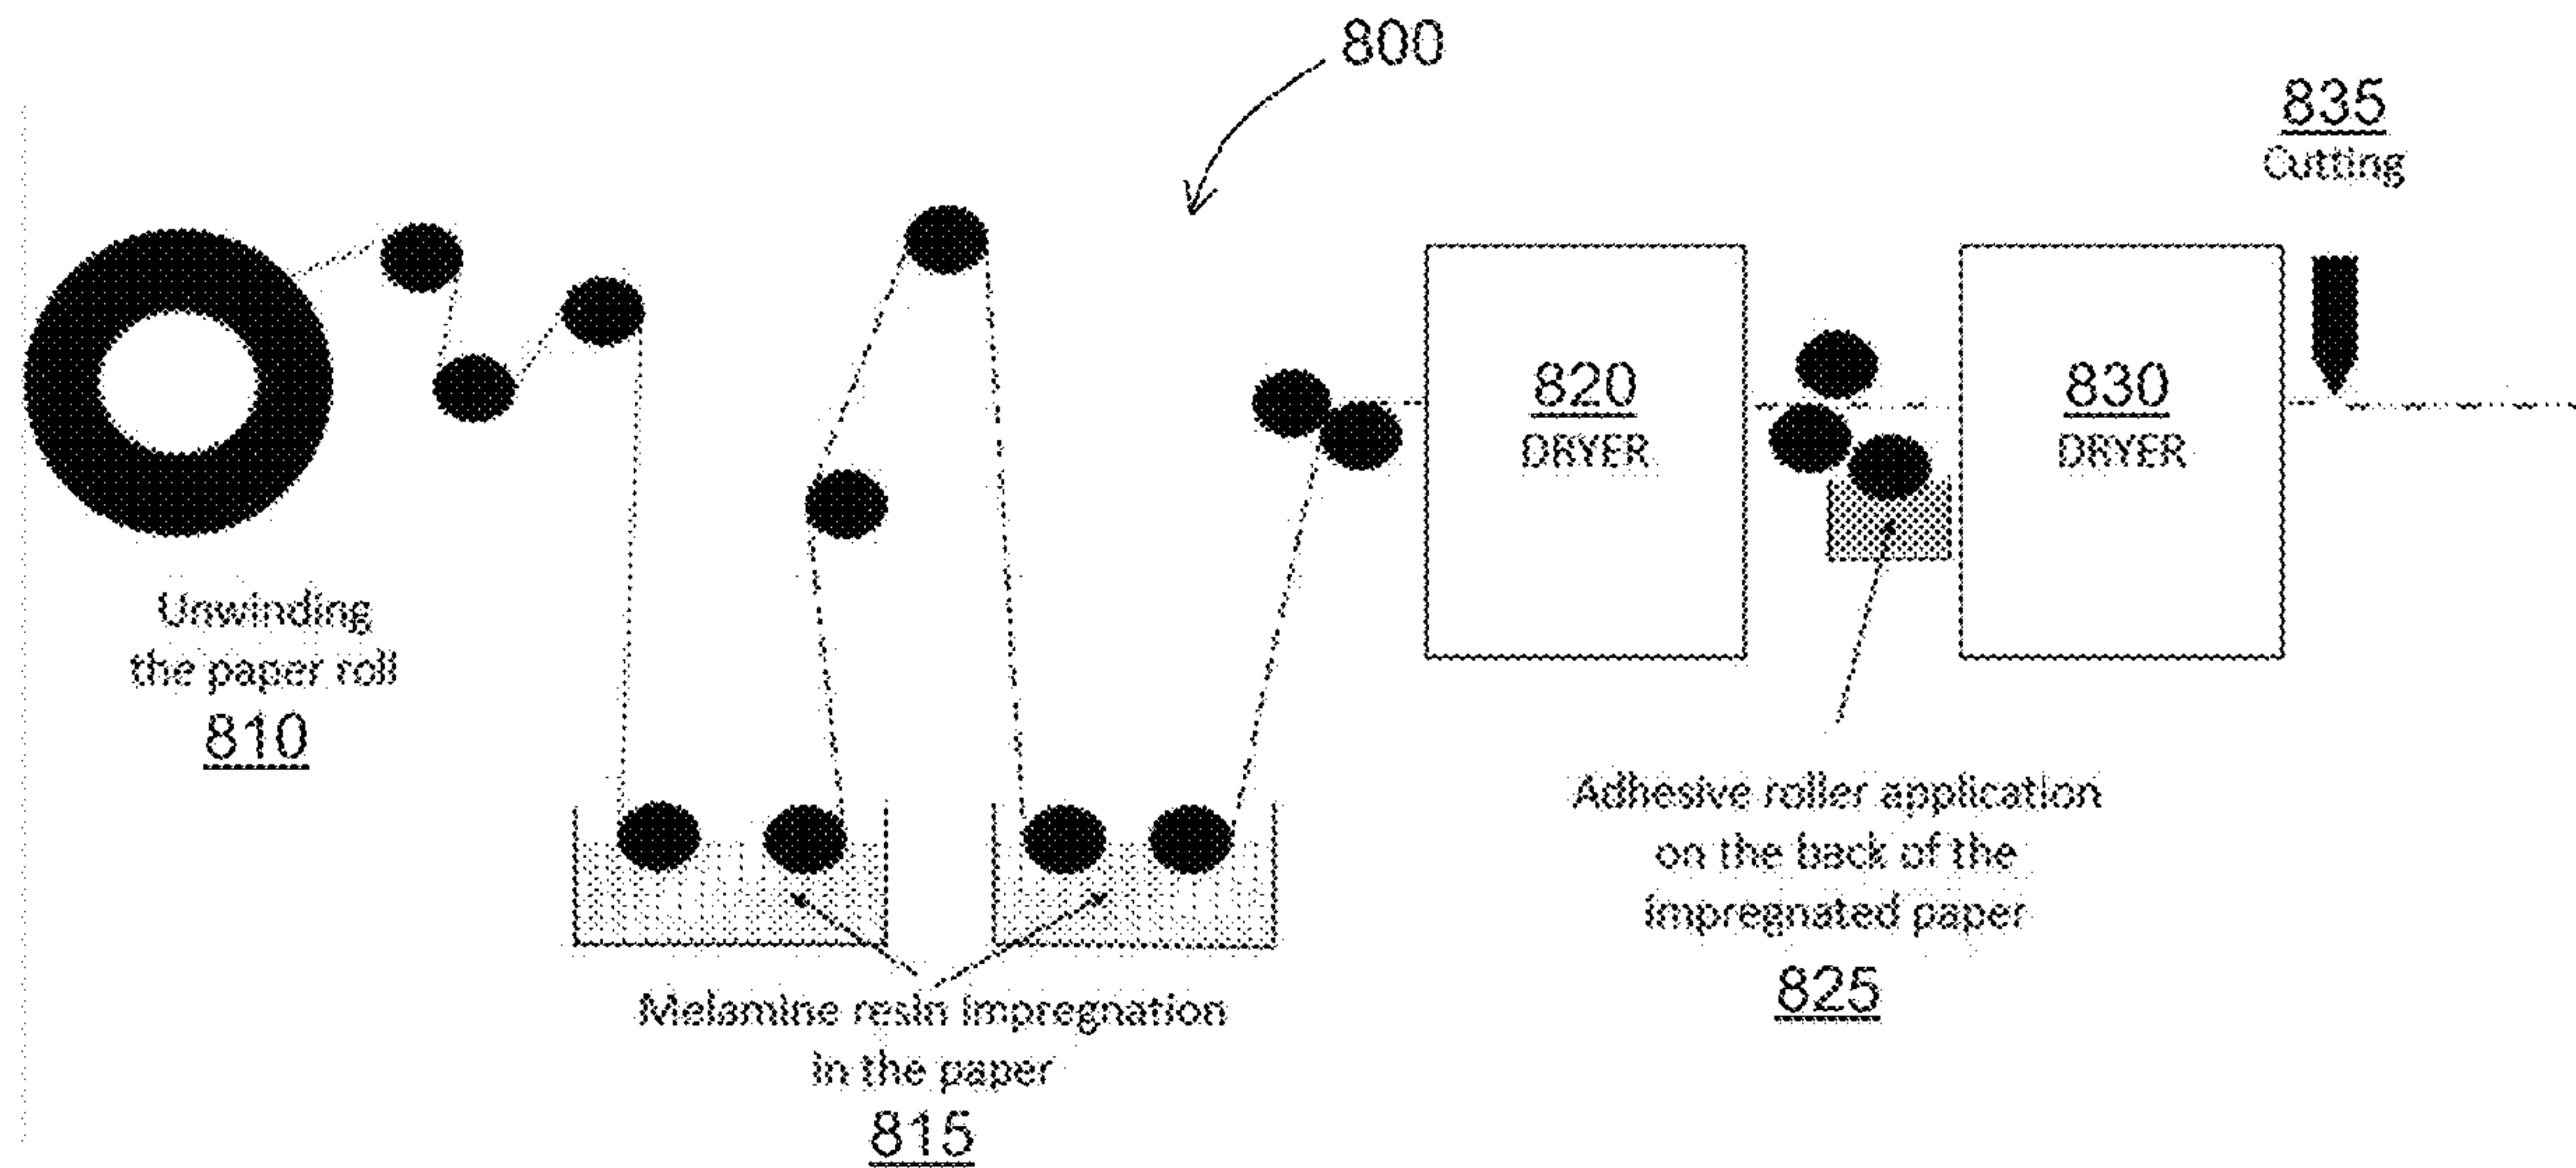 800
835
Cutting
820
DRYER
830
DRYER
Unwinding
the paper roll
810
Adhesive roller application
on the back of the
impregnated paper
825
Melamine resin impregnation
in the paper
815